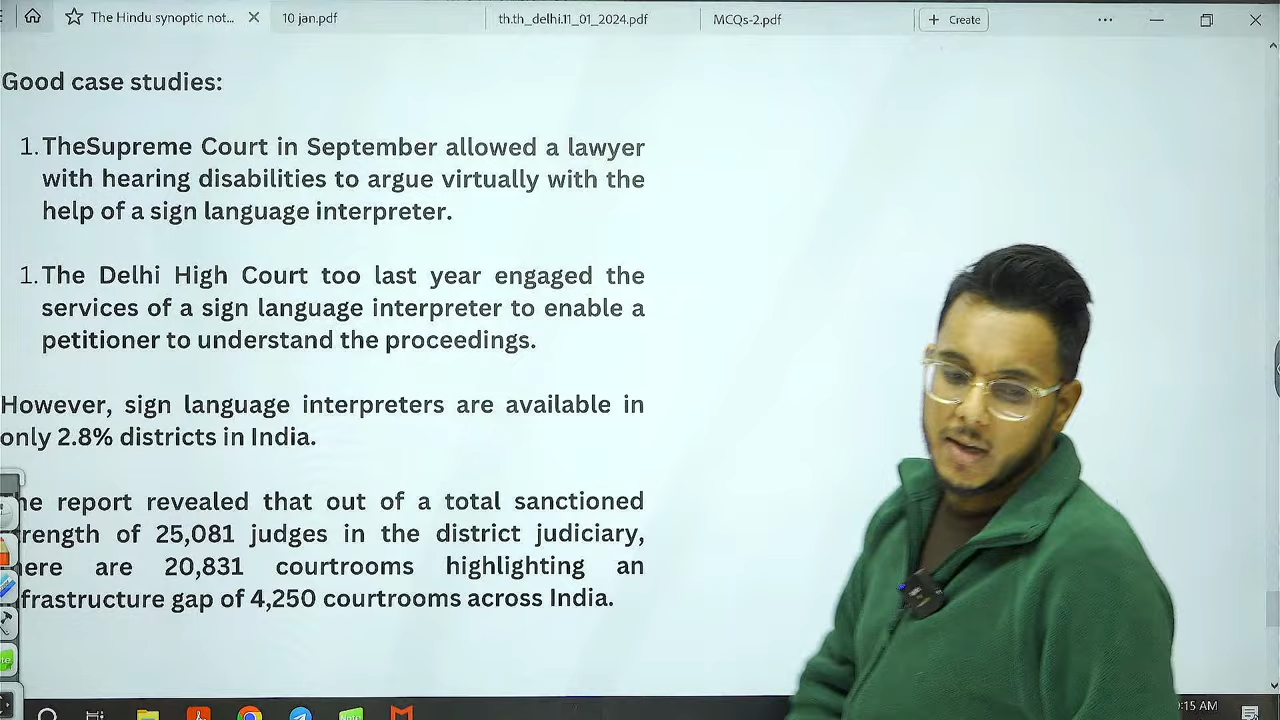 The Hindu synoptic not...
10 jan.pdf
th.th_delhi.11_01_2024.pdf
MCQs-2.pdf
+ Create
Good case studies:
1. TheSupreme Court in September allowed a lawyer
with hearing disabilities to argue virtually with the
help of a sign language interpreter.
1. The Delhi High Court too last year engaged the
services of a sign language interpreter to enable a
petitioner to understand the proceedings.
However, sign language interpreters are available in
only 2.8% districts in India.
he report revealed that out of a total sanctioned
rength of 25,081 judges in the district judiciary,
ere are 20,831 courtrooms highlighting an
frastructure gap of 4,250 courtrooms across India.
:15 AM